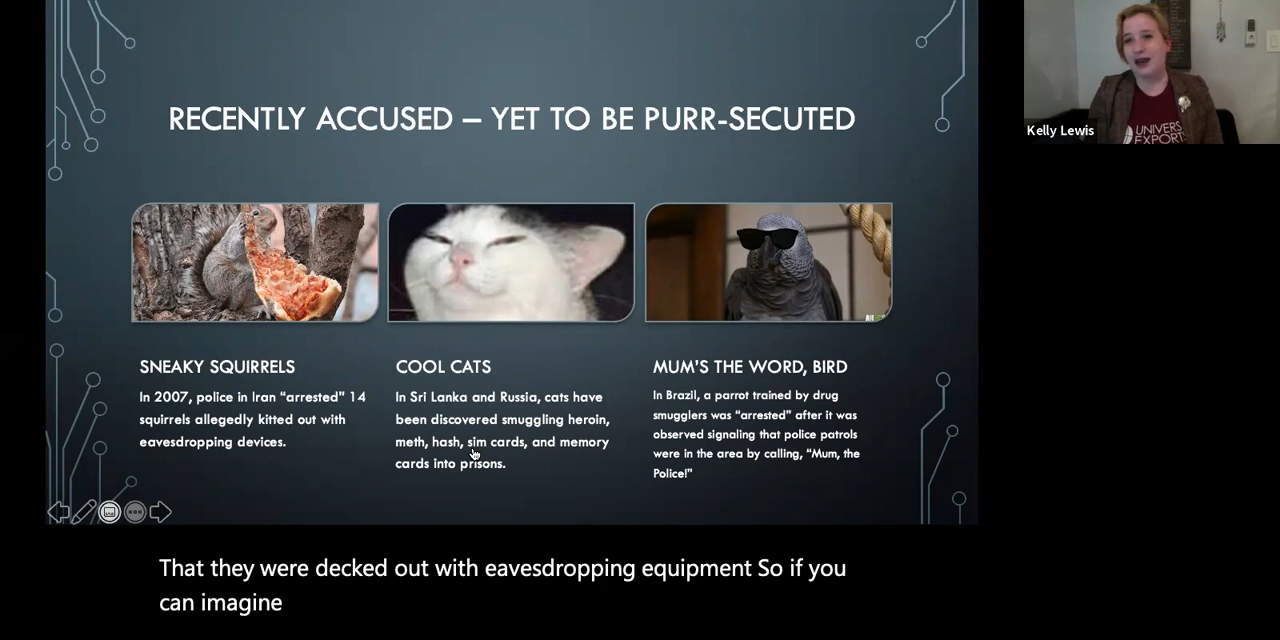 RECENTLY ACCUSED – YET TO BE PURR-SECUTED
Kelly Lewis
UNIVERS
EXPORT
SNEAKY SQUIRRELS
In 2007, police in Iran “arrested” 14
squirrels allegedly kitted out with
eavesdropping devices.
COOL CATS
In Sri Lanka and Russia, cats have
been discovered smuggling heroin,
meth, hash, sim cards, and memory
cards into prisons.
MUM’S THE WORD, BIRD
In Brazil, a parrot trained by drug
smugglers was “arrested” after it was
observed signaling that police patrols
were in the area by calling, “Mum, the
Police!”
That they were decked out with eavesdropping equipment So if you
can imagine